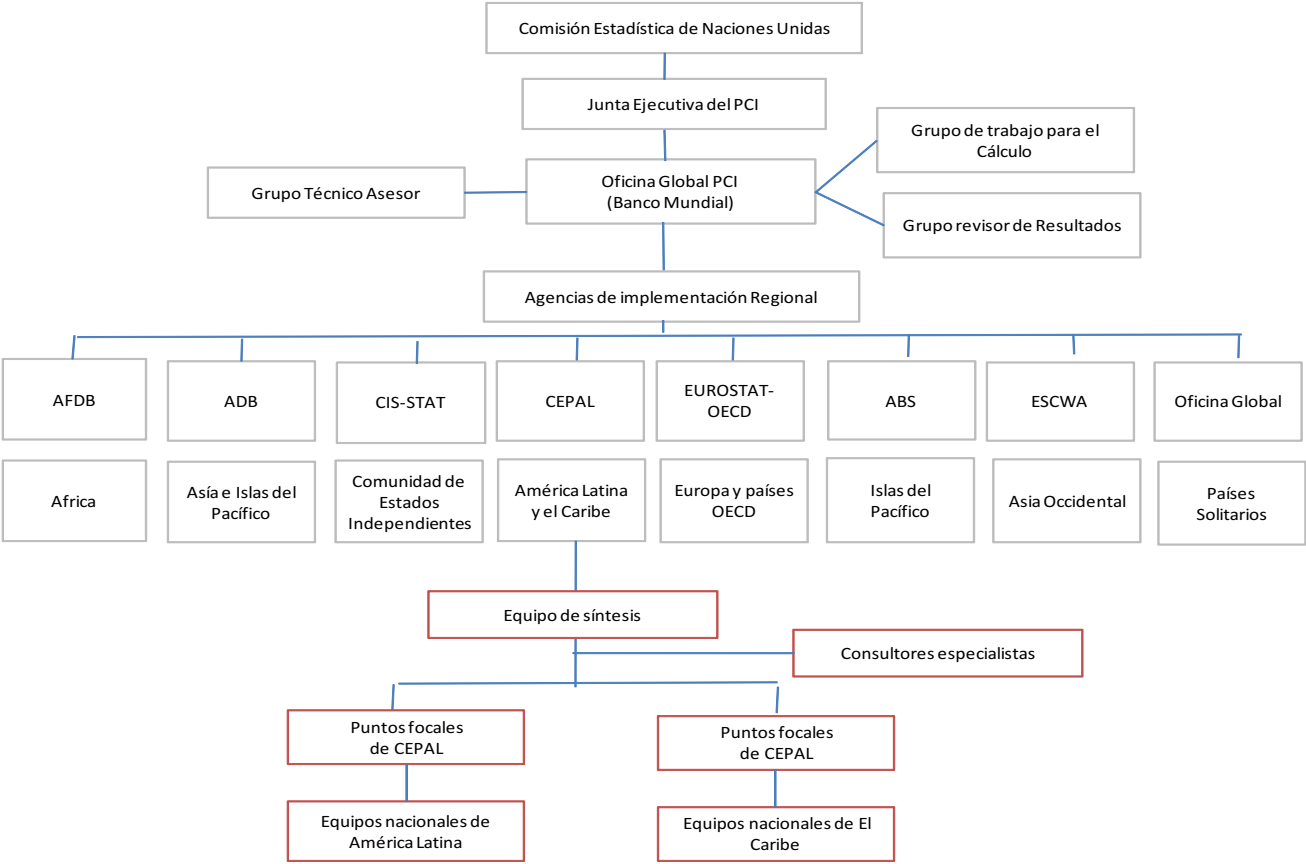 Comisión Estadística de Naciones Unidas
Junta Ejecutiva del PCI
Grupo de trabajo para el
Cálculo
Grupo Técnico Asesor
Oficina Global PCI
(Banco Mundial)
Grupo revisor de Resultados
Agencias de implementación Regional
AFDB
ADB
CIS-STAT
CEPAL
EUROSTAT-
OECD
ABS
ESCWA
Oficina Global
Africa
Asía e Islas del
Pacífico
Comunidad de
Estados
Independientes
América Latina
y el Caribe
Europa y países
OECD
Islas del
Pacífico
Asia Occidental
Países
Solitarios
Equipo de síntesis
Consultores especialistas
Puntos focales
de CEPAL
Puntos focales
de CEPAL
Equipos nacionales de
América Latina
Equipos nacionales de El
Caribe